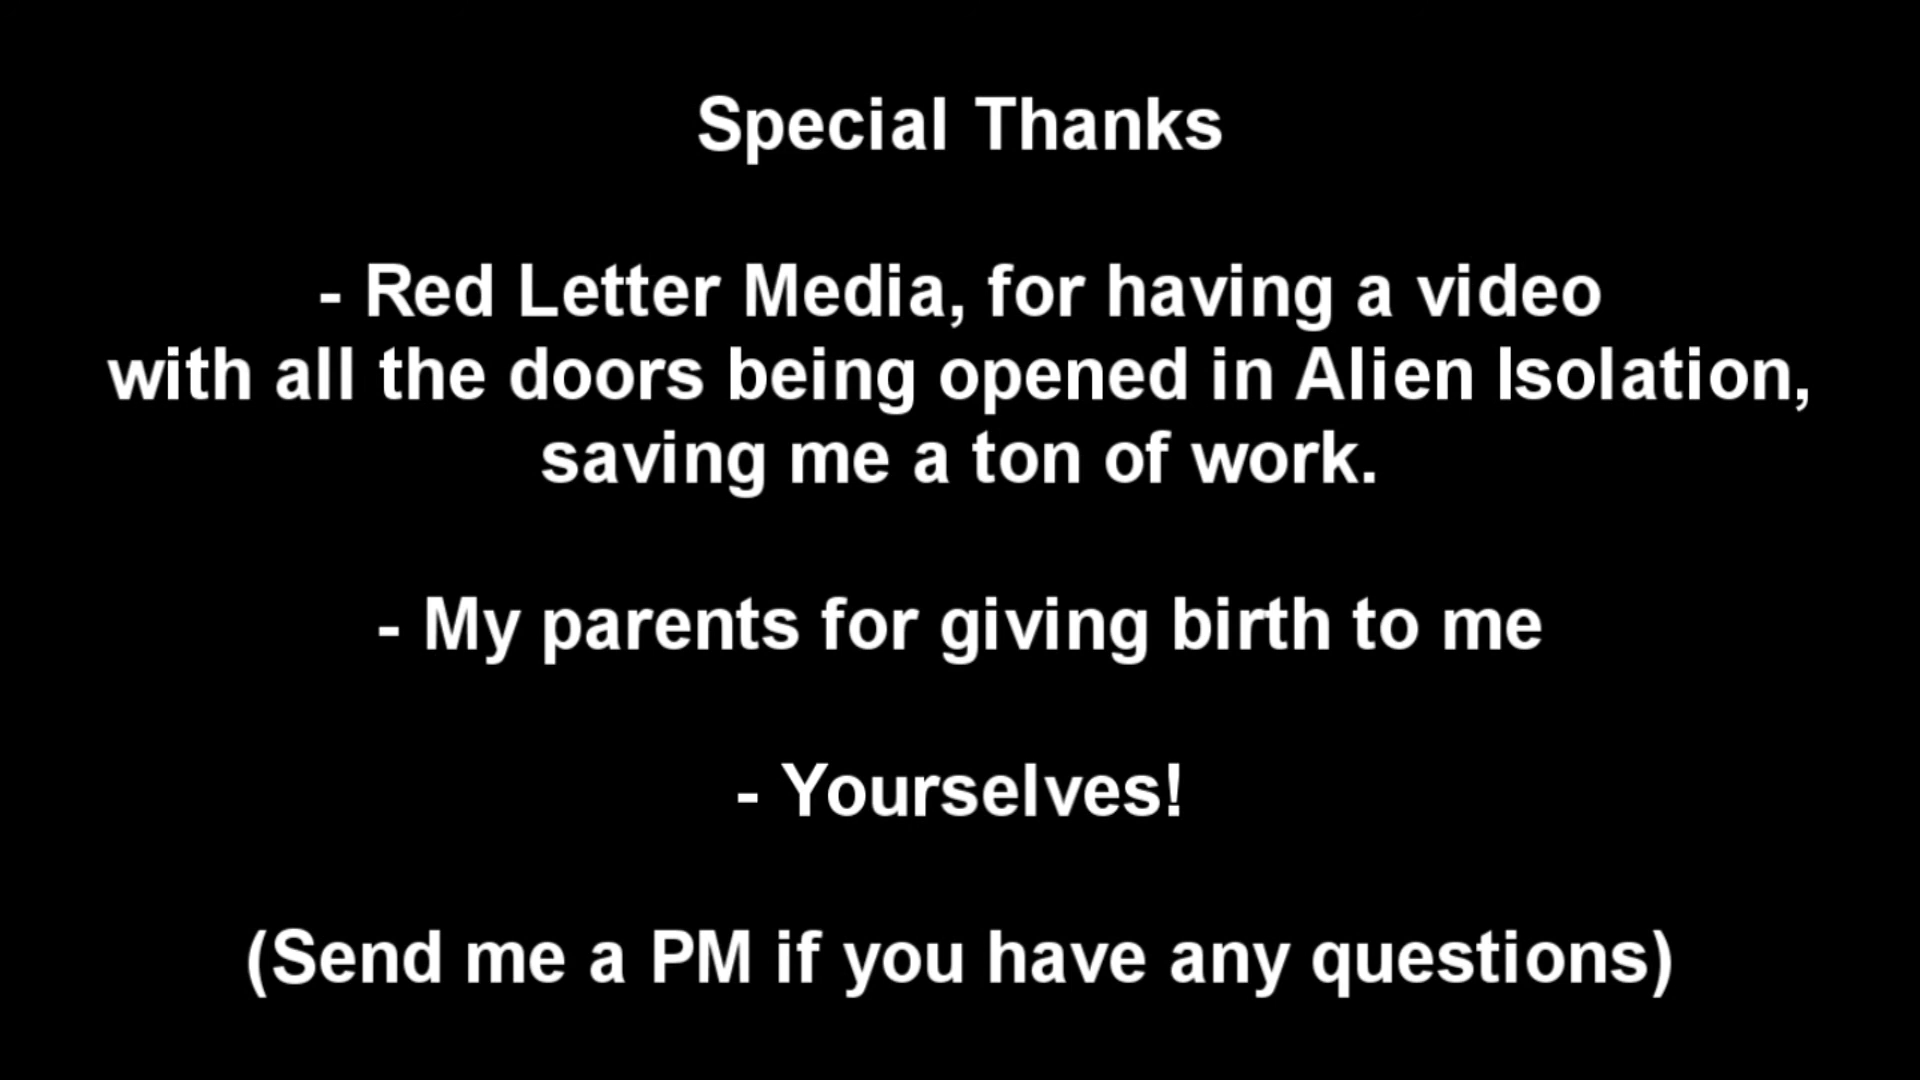 Special Thanks
- Red Letter Media, for having a video
with all the doors being opened in Alien Isolation,
saving me a ton of work.
- My parents for giving birth to me
- Yourselves!
(Send me a PM if you have any questions)